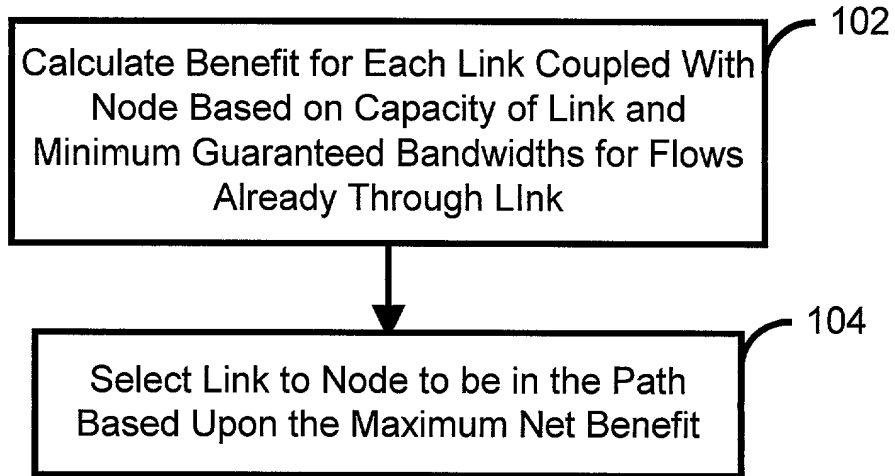 102
Calculate Benefit for Each Link Coupled With
Node Based on Capacity of Link and
Minimum Guaranteed Bandwidths for Flows
Already Through LInk
104
Select Link to Node to be in the Path
Based Upon the Maximum Net Benefit